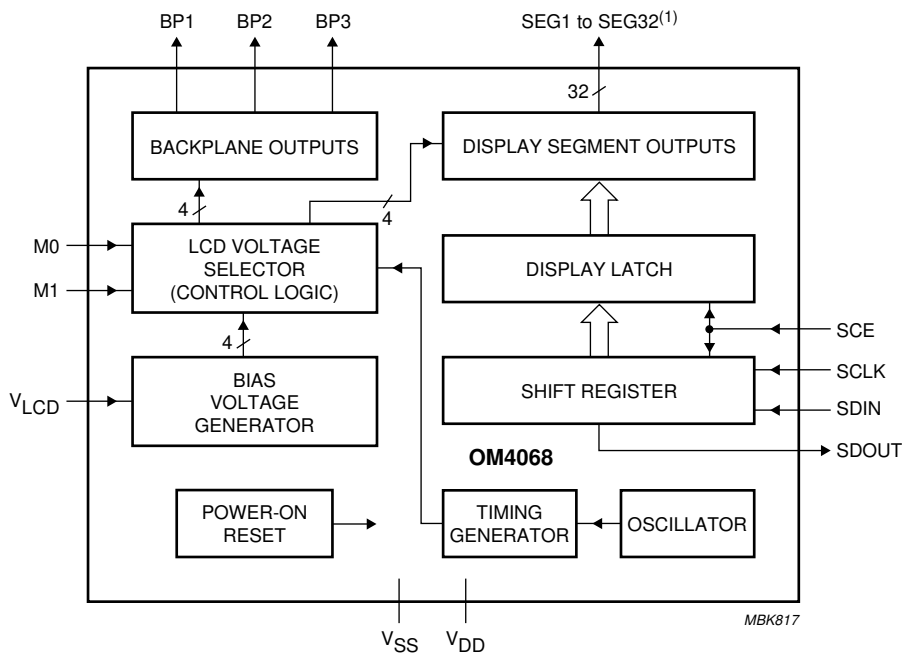 BP1 BP2 BP3 SEG1 to SEG32(1)
32
BACKPLANE OUTPUTS
DISPLAY SEGMENT OUTPUTS
4
4
M0
M1
LCD VOLTAGE
SELECTOR
(CONTROL LOGIC)
DISPLAY LATCH
4
SCE
BIAS
VOLTAGE
GENERATOR
VLCD
SHIFT REGISTER
SCLK
SDIN
SDOUT
OM4068
POWER-ON
RESET
TIMING
GENERATOR
OSCILLATOR
VSS VDD
MBK817